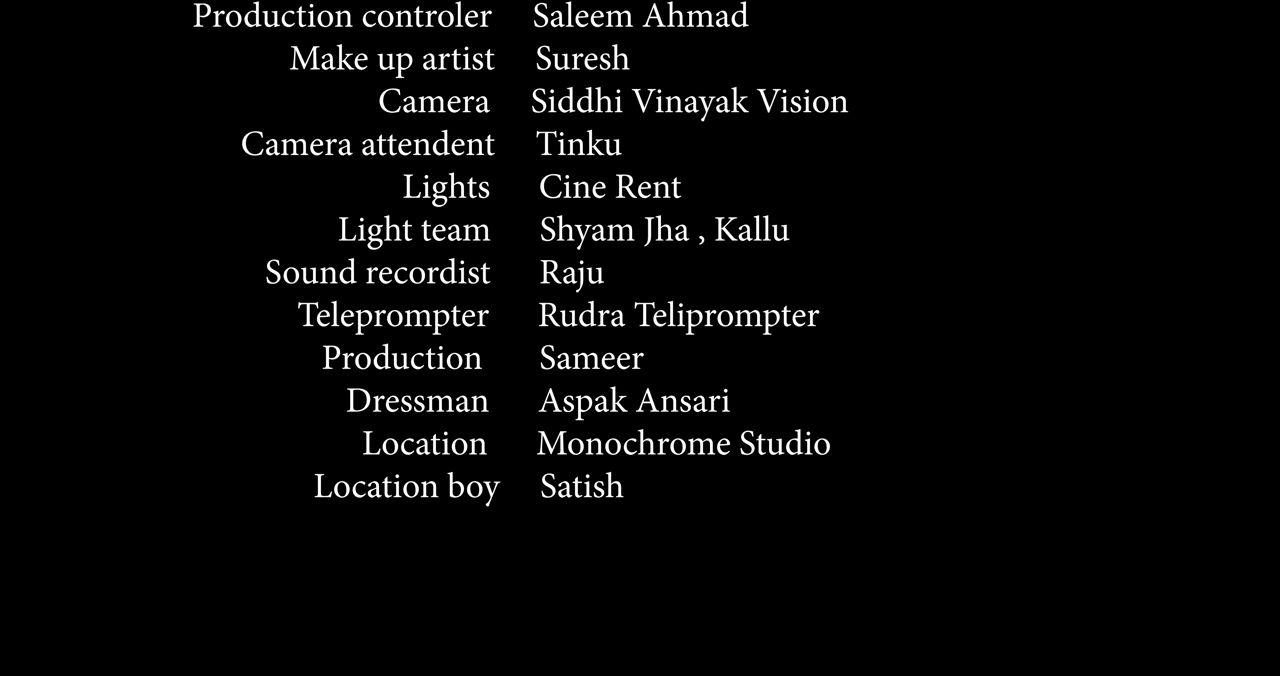 Production controler Saleem Ahmad
Make up artist Suresh
Camera Siddhi Vinayak Vision
Camera attendent Tinku
Lights Cine Rent
Light team Shyam Jha , Kallu
Sound recordist Raju
Teleprompter Rudra Teliprompter
Production Sameer
Dressman Aspak Ansari
Location Monochrome Studio
Location boy Satish